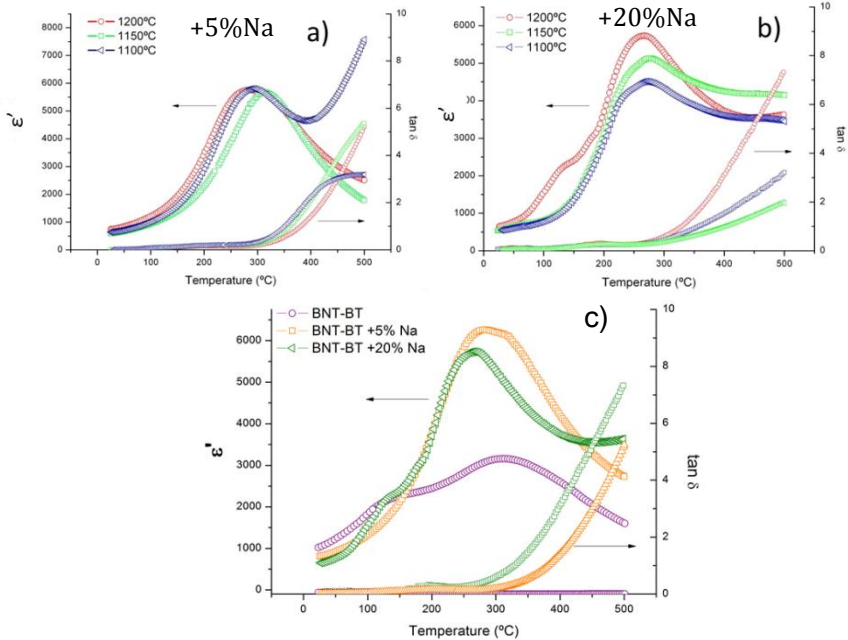 +5%Na
a)
1200ºC
1150ºC
1100ºC
8000
7000
6000
5000
4000
3000
2000
1000
0
ε′
10
8
6
4
2
0
tan δ
0
100
200
300
400
500
Temperature (ºC)
+20%Na
b)
1200ºC
1150ºC
1100ºC
6000
5000
30
3000
2000
1000
0
ε′
10
8
6
4
2
0
tan δ
0
100
200
300
400
500
Temperature (ºC)
c)
BNT-BT
BNT-BT +5% Na
BNT-BT +20% Na
6000
5000
4000
3000
2000
1000
0
ε'
10
8
6
4
2
0
tan δ
0
100
200
300
400
500
Temperature (ºC)